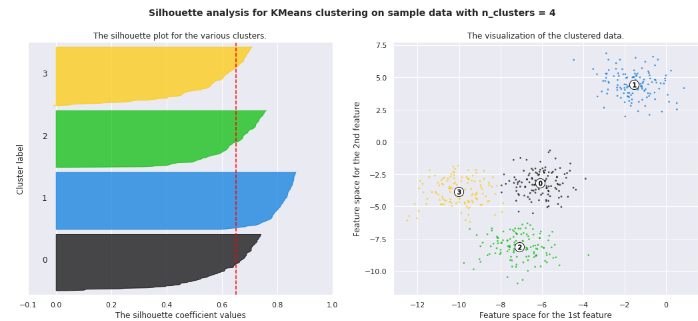 Silhouette analysis for KMeans clustering on sample data with n_clusters = 4
The silhouette plot for the various clusters.
3
2
1
0
Cluster label
−0.1 0.0 0.2 0.4 0.6 0.8 1.0
The silhouette coefficient values
The visualization of the clustered data.
7.5
5.0
2.5
0.0
−2.5
−5.0
−7.5
−10.0
Feature space for the 2nd feature
1
0
3
2
−12 −10 −8 −6 −4 −2 0
Feature space for the 1st feature